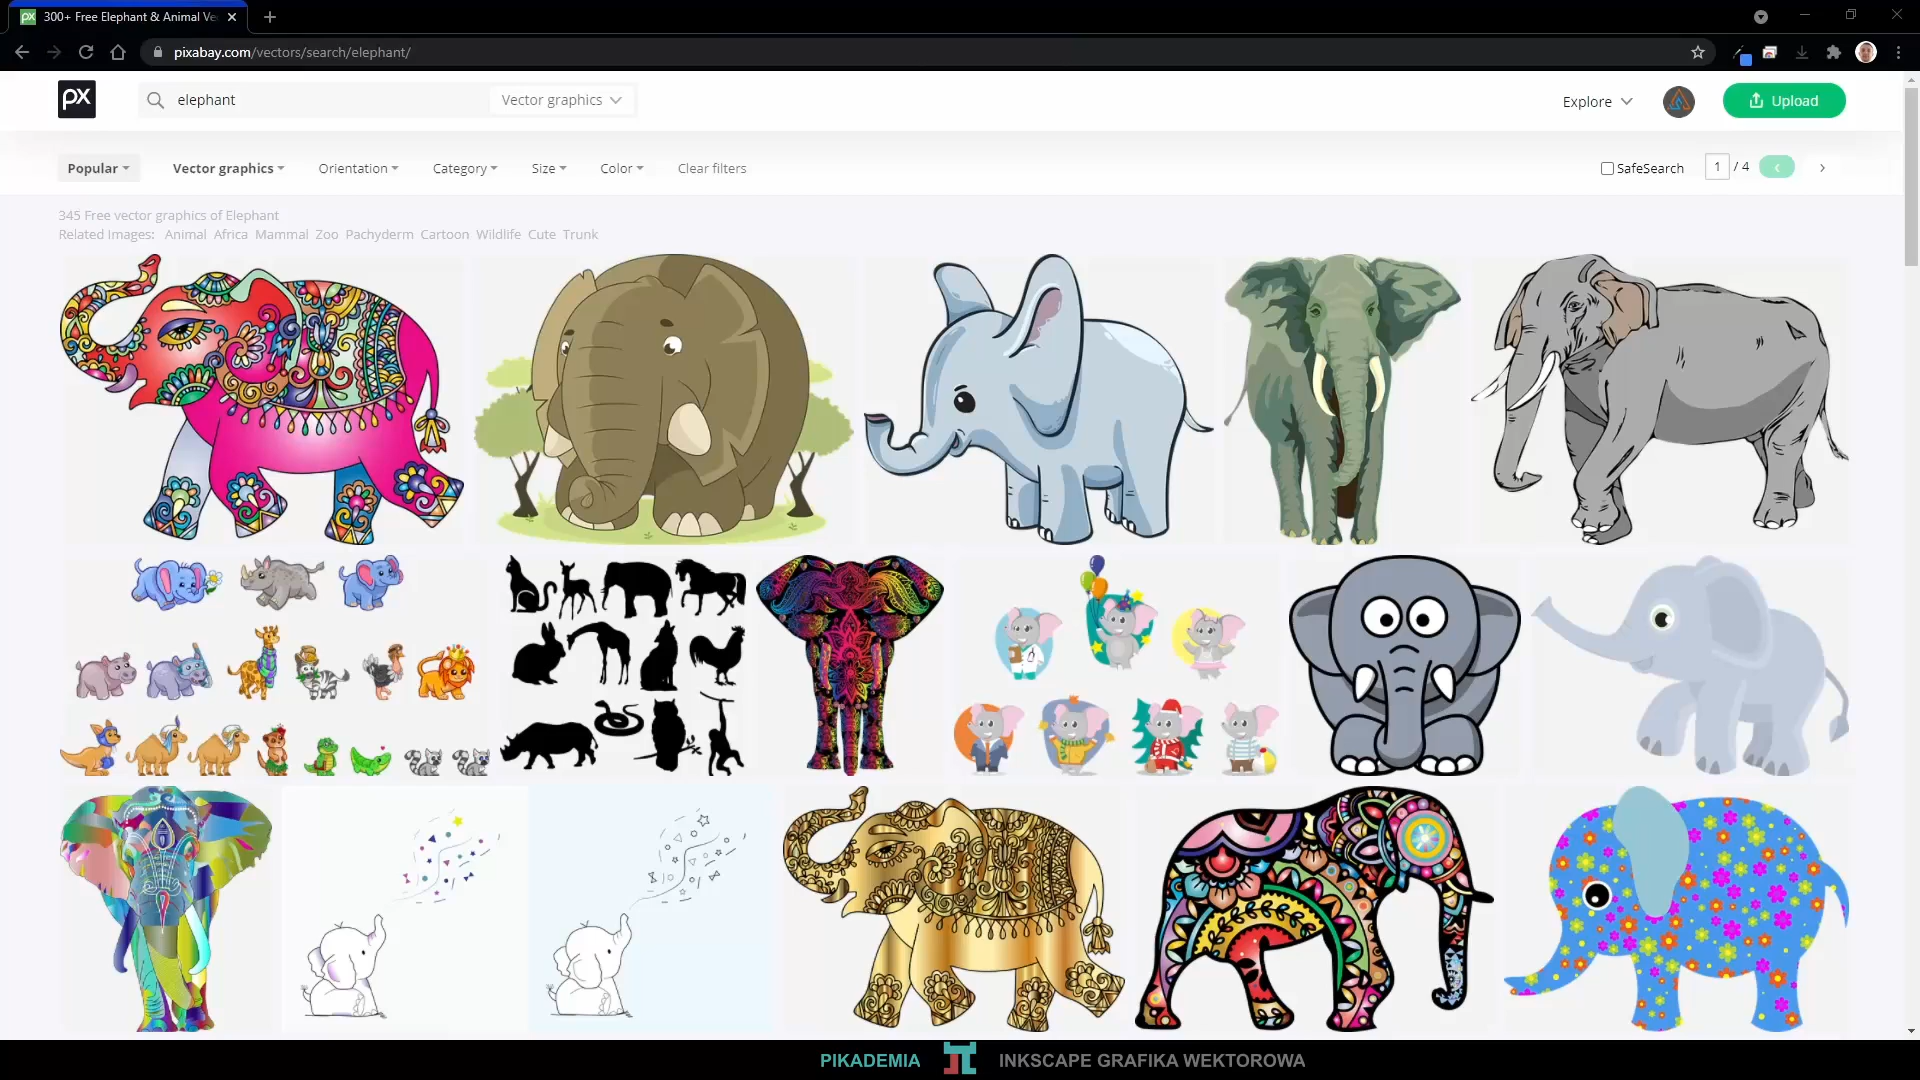 px 300+ Free Elephant & Animal Ve
pixabay.com/vectors/search/elephant/
px elephant Vector graphics Explore Upload
Popular Vector graphics Orientation Category Size Color Clear filters SafeSearch 1 / 4
345 Free vector graphics of Elephant
Related Images: Animal Africa Mammal Zoo Pachyderm Cartoon Wildlife Cute Trunk
PIKADEMIA INKSCAPE GRAFIKA WEKTOROWA